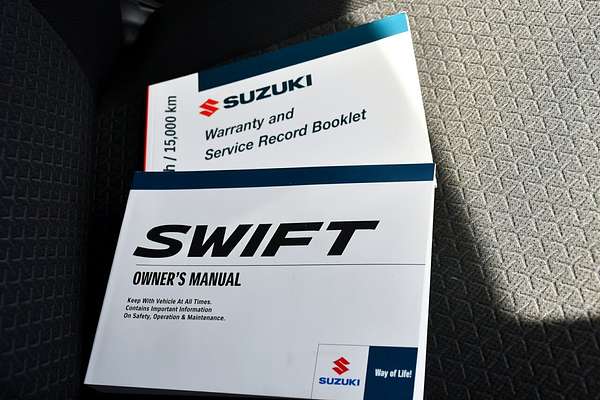 SUZUKI
Warranty and
Service Record Booklet
/ 15,000 km
SWIFT
OWNER'S MANUAL
Keep With Vehicle At All Times.
Contains Important Information
On Safety, Operation & Maintenance.
SUZUKI
Way of Life!